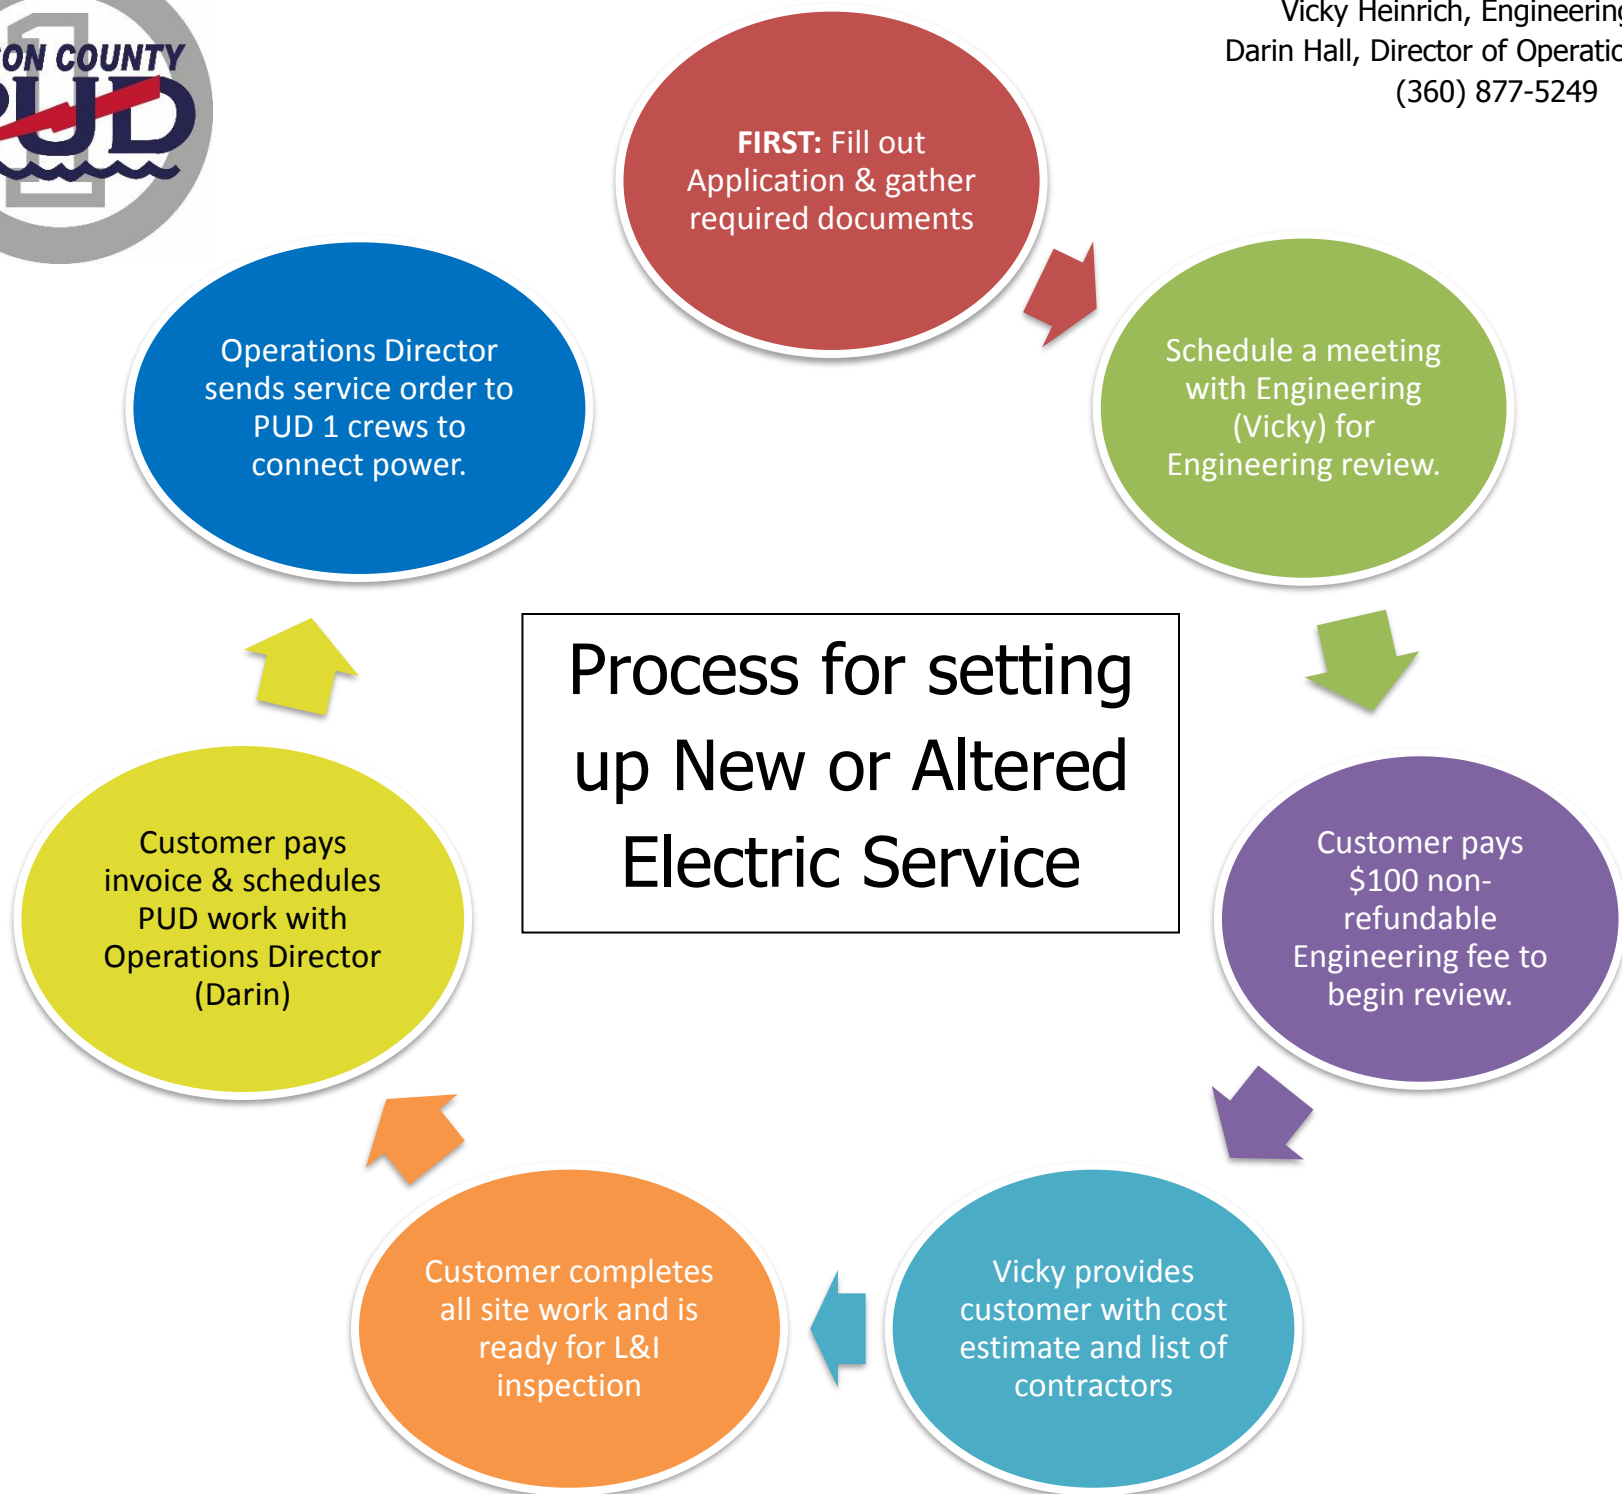 COUNTY
PUD
1
Vicky Heinrich, Engineering
Darin Hall, Director of
(360) 877-5249
FIRST: Fill out
Application & gather
required documents
Schedule a meeting
with Engineering
(Vicky) for
Engineering review.
Customer pays
$100 non-
refundable
Engineering fee to
begin review.
Vicky provides
customer with cost
estimate and list of
contractors
Customer completes
all site work and is
ready for L&I
inspection
Customer pays
invoice & schedules
PUD work with
Operations Director
(Darin)
Operations Director
sends service order to
PUD 1 crews to
connect power.
Process for setting
up New or Altered
Electric Service